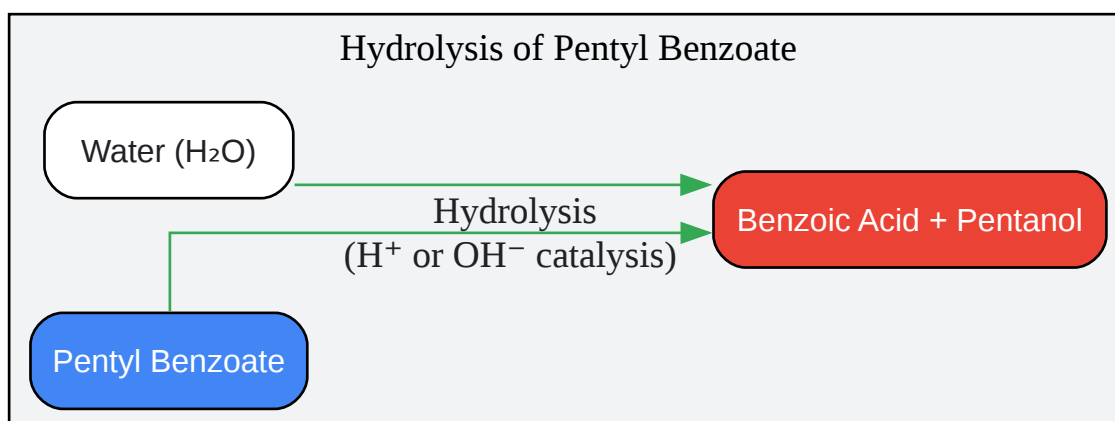 Hydrolysis of Pentyl Benzoate
Water (H₂O)
Hydrolysis
(H⁺ or OH⁻ catalysis)
Benzoic Acid + Pentanol
Pentyl Benzoate